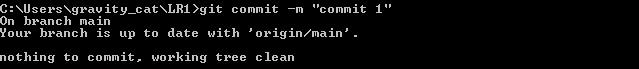 C:\Users\gravity_cat\LR1>git commit -m "commit 1"
On branch main
Your branch is up to date with 'origin/main'.
nothing to commit, working tree clean